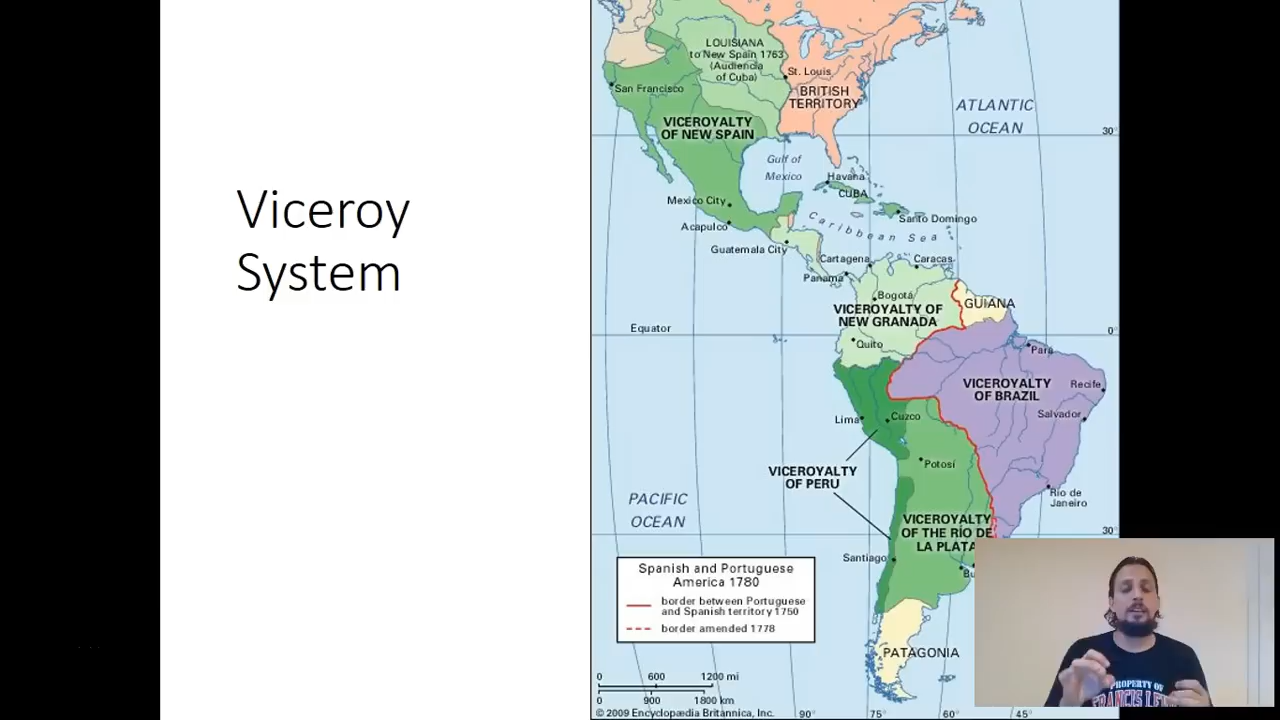 Viceroy
System
LOUISIANA
to New Spain 1763
(Audiencia
of Cuba)
St. Louis
San Francisco
BRITISH
TERRITORY
ATLANTIC
OCEAN
VICEROYALTY
OF NEW SPAIN
30°
Gulf of
Mexico
Havana
CUBA
Mexico City
Santo Domingo
Acapulco
Caribbean Sea
Guatemala City
Cartagena
Caracas
Panamá
Bogotá
GUIANA
VICEROYALTY OF
NEW GRANADA
Equator
0°
Quito
Pará
VICEROYALTY
OF BRAZIL
Recife
Lima
Cuzco
Salvador
Potosí
VICEROYALTY
OF PERU
Rio de
Janeiro
PACIFIC
OCEAN
VICEROYALTY
OF THE RÍO DE
LA PLATA
30°
Santiago
Bu
Spanish and Portuguese
America 1780
border between Portuguese
and Spanish territory 1750
border amended 1778
PATAGONIA
0 600 1200 mi
0 900 1800 km
© 2009 Encyclopædia Britannica, Inc.
90° 75° 60° 45°
PROPERTY OF
FRANCIS